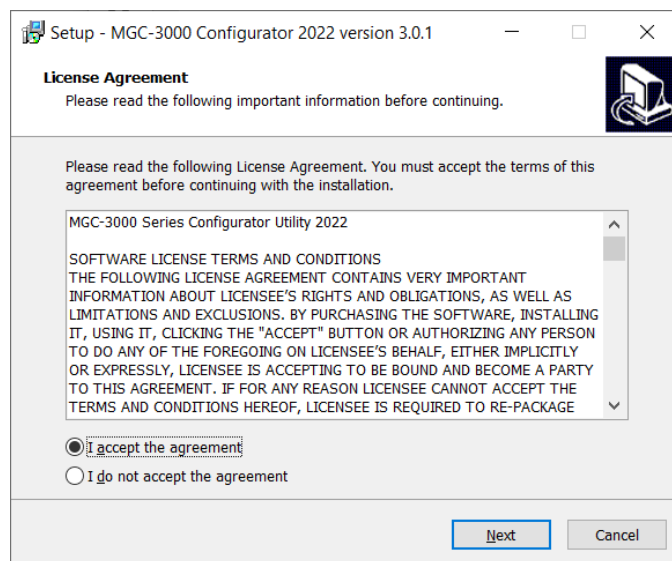 Setup - MGC-3000 Configurator 2022 version 3.0.1
License Agreement
Please read the following important information before continuing.
Please read the following License Agreement. You must accept the terms of this
agreement before continuing with the installation.
MGC-3000 Series Configurator Utility 2022
SOFTWARE LICENSE TERMS AND CONDITIONS
THE FOLLOWING LICENSE AGREEMENT CONTAINS VERY IMPORTANT
INFORMATION ABOUT LICENSEE'S RIGHTS AND OBLIGATIONS, AS WELL AS
LIMITATIONS AND EXCLUSIONS. BY PURCHASING THE SOFTWARE, INSTALLING
IT, USING IT, CLICKING THE "ACCEPT" BUTTON OR AUTHORIZING ANY PERSON
TO DO ANY OF THE FOREGOING ON LICENSEE'S BEHALF, EITHER IMPLICITLY
OR EXPRESSLY, LICENSEE IS ACCEPTING TO BE BOUND AND BECOME A PARTY
TO THIS AGREEMENT. IF FOR ANY REASON LICENSEE CANNOT ACCEPT THE
TERMS AND CONDITIONS HEREOF, LICENSEE IS REQUIRED TO RE-PACKAGE
I accept the agreement
I do not accept the agreement
Next
Cancel